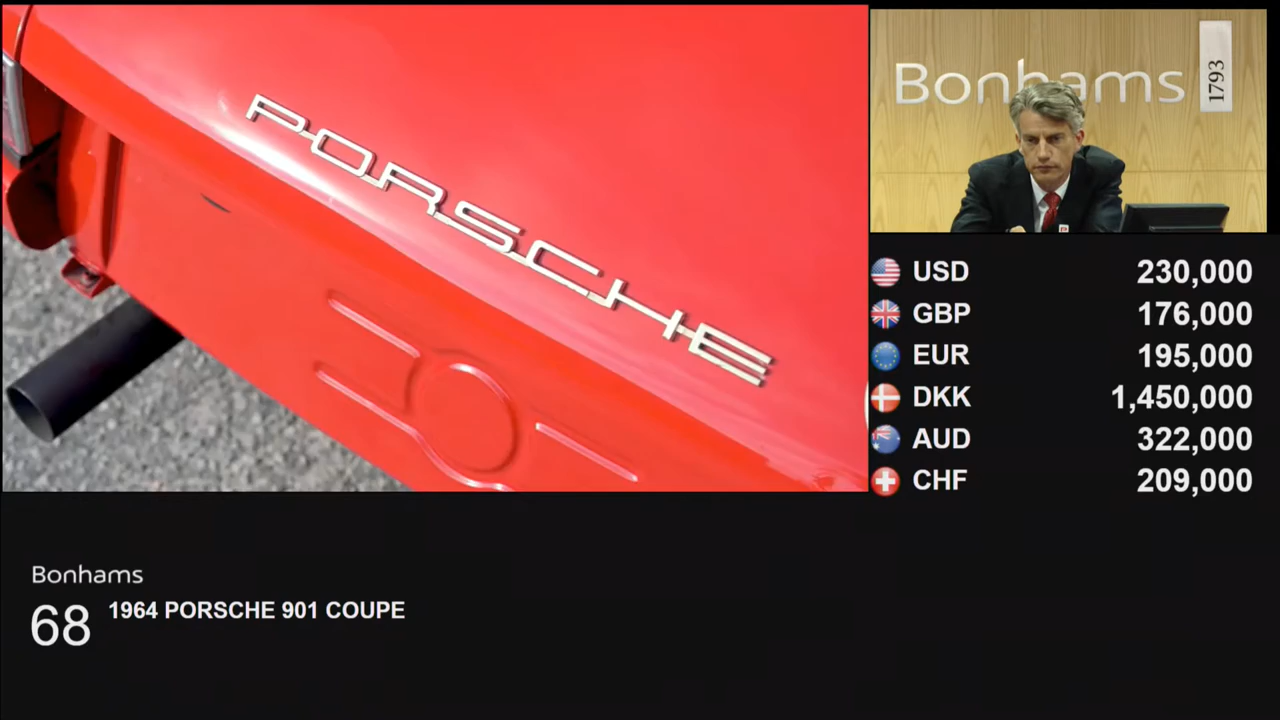 PORSCHE
Bonhams
1793
USD 230,000
GBP 176,000
EUR 195,000
DKK 1,450,000
AUD 322,000
CHF 209,000
Bonhams
68 1964 PORSCHE 901 COUPE